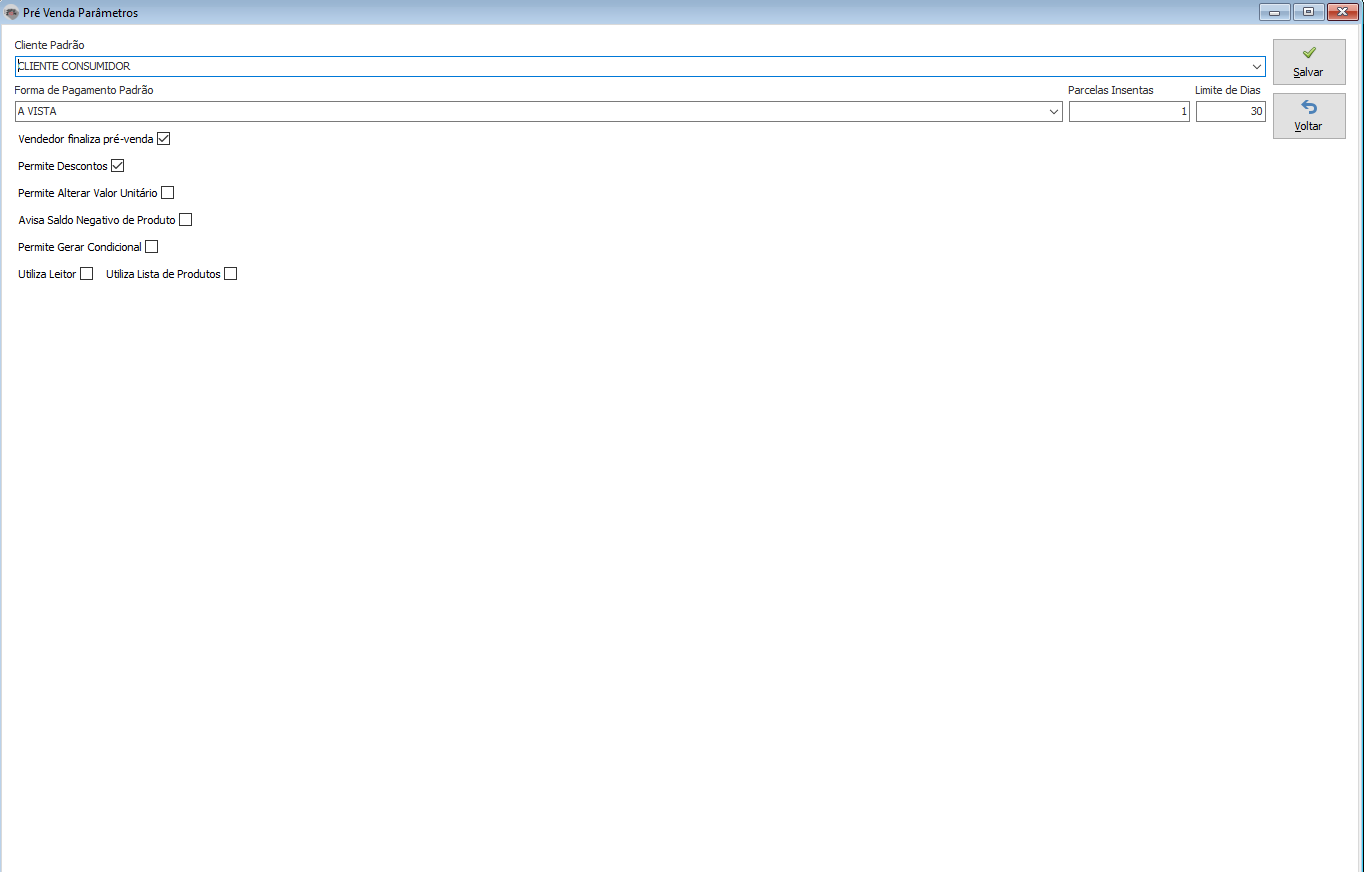 Pré Venda Parâmetros
Cliente Padrão
CLIENTE CONSUMIDOR
Salvar
Forma de Pagamento Padrão Parcelas Insentas Limite de Dias
A VISTA 1 30
Voltar
Vendedor finaliza pré-venda
Permite Descontos
Permite Alterar Valor Unitário
Avisa Saldo Negativo de Produto
Permite Gerar Condicional
Utiliza Leitor Utiliza Lista de Produtos